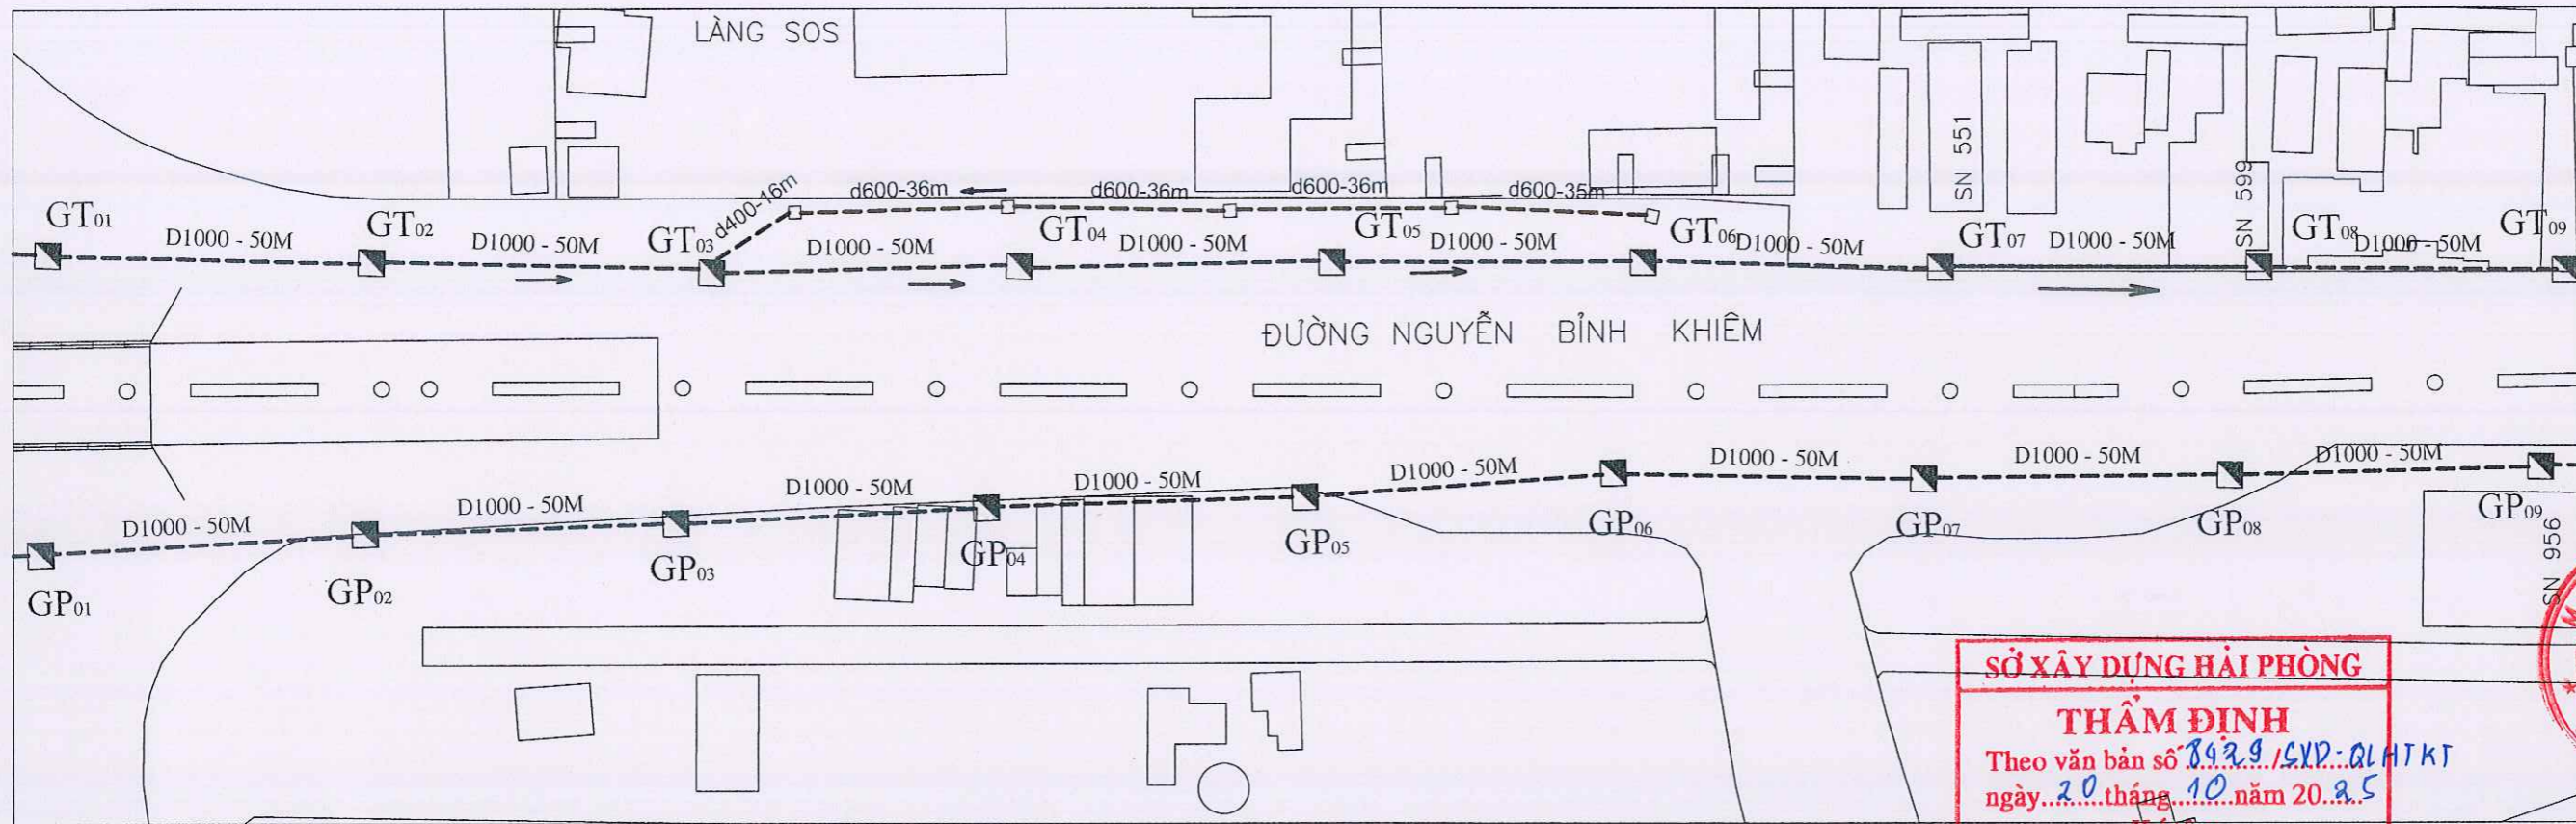 LÀNG SOS
d400-16m
d600-36m
d600-36m
d600-36m
d600-35m
SN 551
SN 599
GT01
GT02
GT03
GT04
GT05
GT06
GT07
GT08
GT09
D1000 - 50M
D1000 - 50M
D1000 - 50M
D1000 - 50M
D1000 - 50M
D1000 - 50M
D1000 - 50M
D1000 - 50M
ĐƯỜNG NGUYỄN BỈNH KHIÊM
D1000 - 50M
D1000 - 50M
D1000 - 50M
D1000 - 50M
D1000 - 50M
D1000 - 50M
D1000 - 50M
D1000 - 50M
GP01
GP02
GP03
GP04
GP05
GP06
GP07
GP08
GP09
SN 956
SỞ XÂY DỰNG HẢI PHÒNG
THẨM ĐỊNH
Theo văn bản số 8429/SXD-QLHTKT
ngày 20 tháng 10 năm 2025